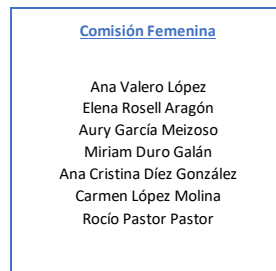 Comisión Femenina
Ana Valero López
Elena Rosell Aragón
Aury García Meizoso
Miriam Duro Galán
Ana Cristina Díez González
Carmen López Molina
Rocío Pastor Pastor